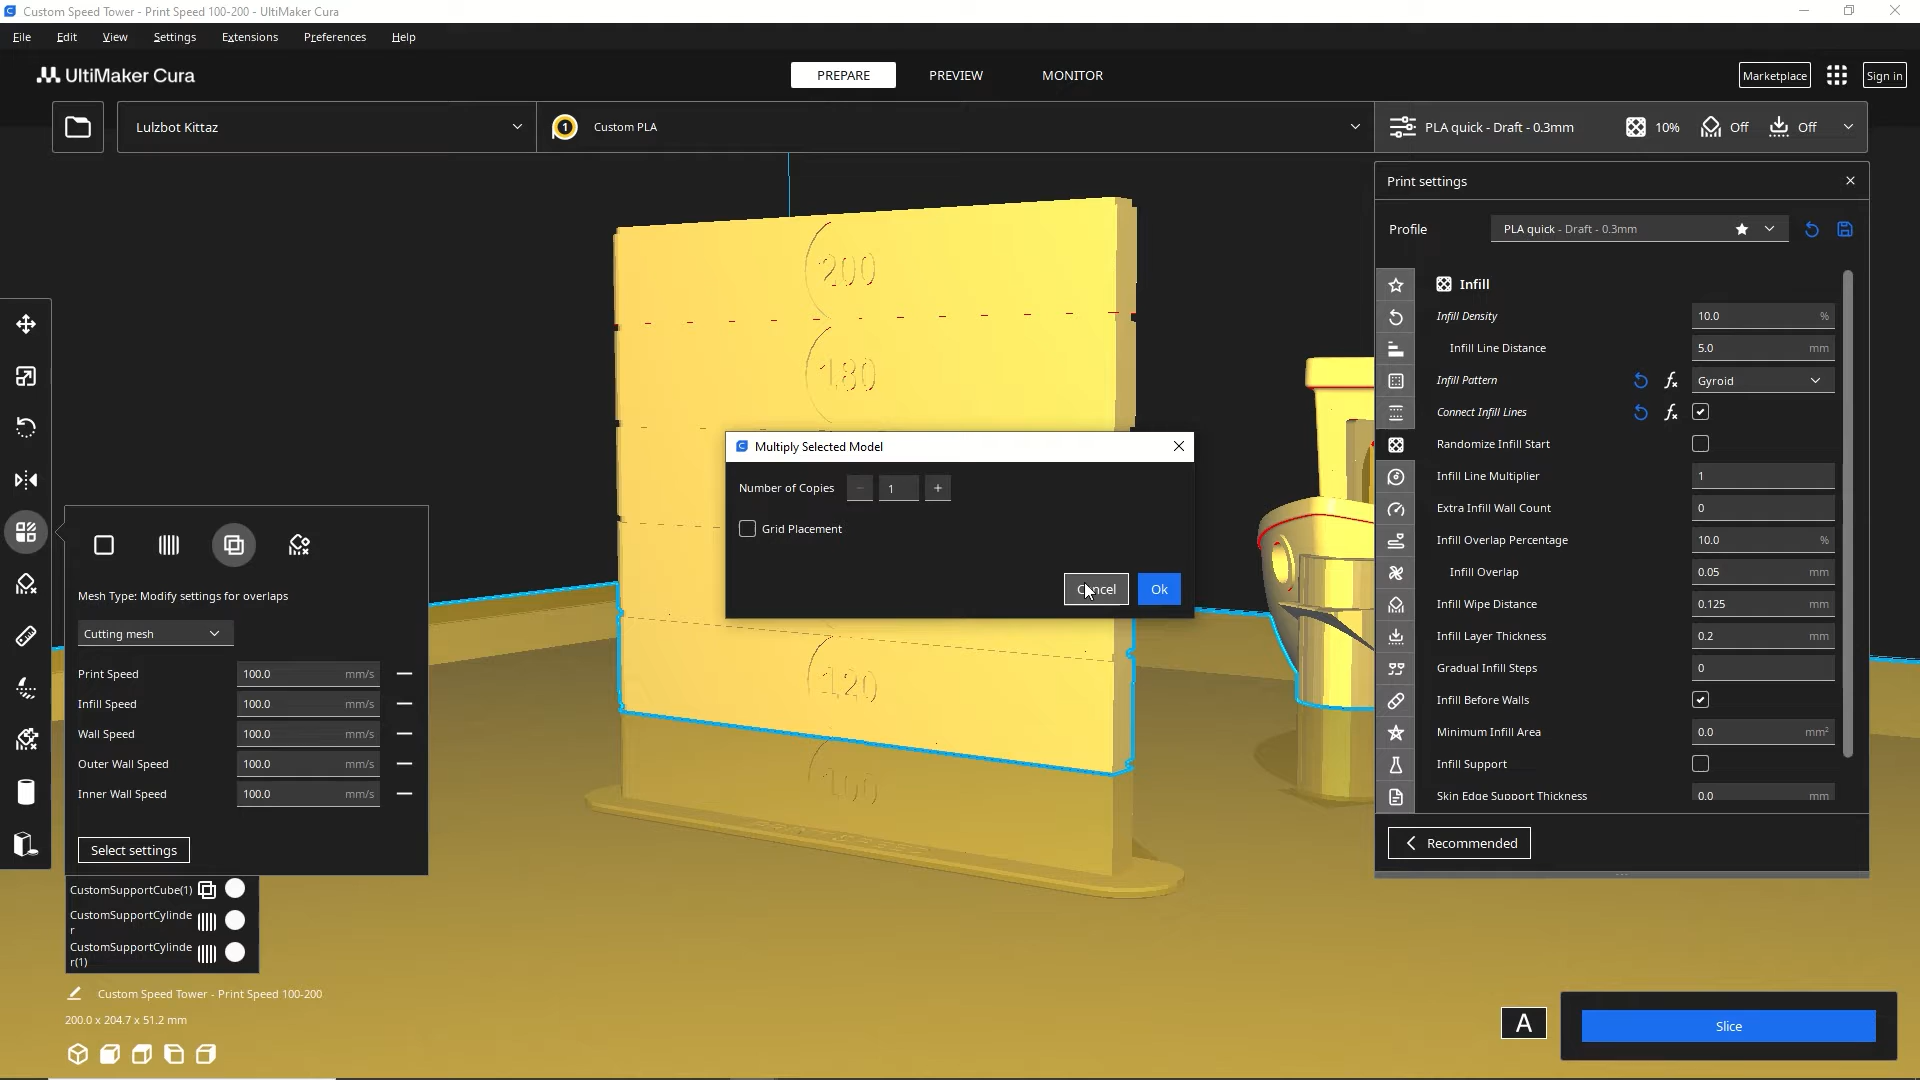 Custom Speed Tower - Print Speed 100-200 - UltiMaker Cura
File Edit View Settings Extensions Preferences Help
UltiMaker Cura
PREPARE PREVIEW MONITOR
Marketplace
Sign in
Lulzbot Kittaz
1 Custom PLA
PLA quick - Draft - 0.3mm 10% Off Off
Print settings
Profile PLA quick - Draft - 0.3mm
Infill
Infill Density 10.0 %
Infill Line Distance 5.0 mm
Infill Pattern Gyroid
Connect Infill Lines
Randomize Infill Start
Infill Line Multiplier 1
Extra Infill Wall Count 0
Infill Overlap Percentage 10.0 %
Infill Overlap 0.05 mm
Infill Wipe Distance 0.125 mm
Infill Layer Thickness 0.2 mm
Gradual Infill Steps 0
Infill Before Walls
Minimum Infill Area 0.0 mm²
Infill Support
Skin Edge Support Thickness 0.0 mm
Recommended
200
180
120
100
Multiply Selected Model
Number of Copies - 1 +
Grid Placement
Cancel Ok
Mesh Type: Modify settings for overlaps
Cutting mesh
Print Speed 100.0 mm/s
Infill Speed 100.0 mm/s
Wall Speed 100.0 mm/s
Outer Wall Speed 100.0 mm/s
Inner Wall Speed 100.0 mm/s
Select settings
CustomSupportCube(1)
CustomSupportCylinde
r
CustomSupportCylinde
r(1)
Custom Speed Tower - Print Speed 100-200
200.0 x 204.7 x 51.2 mm
A
Slice